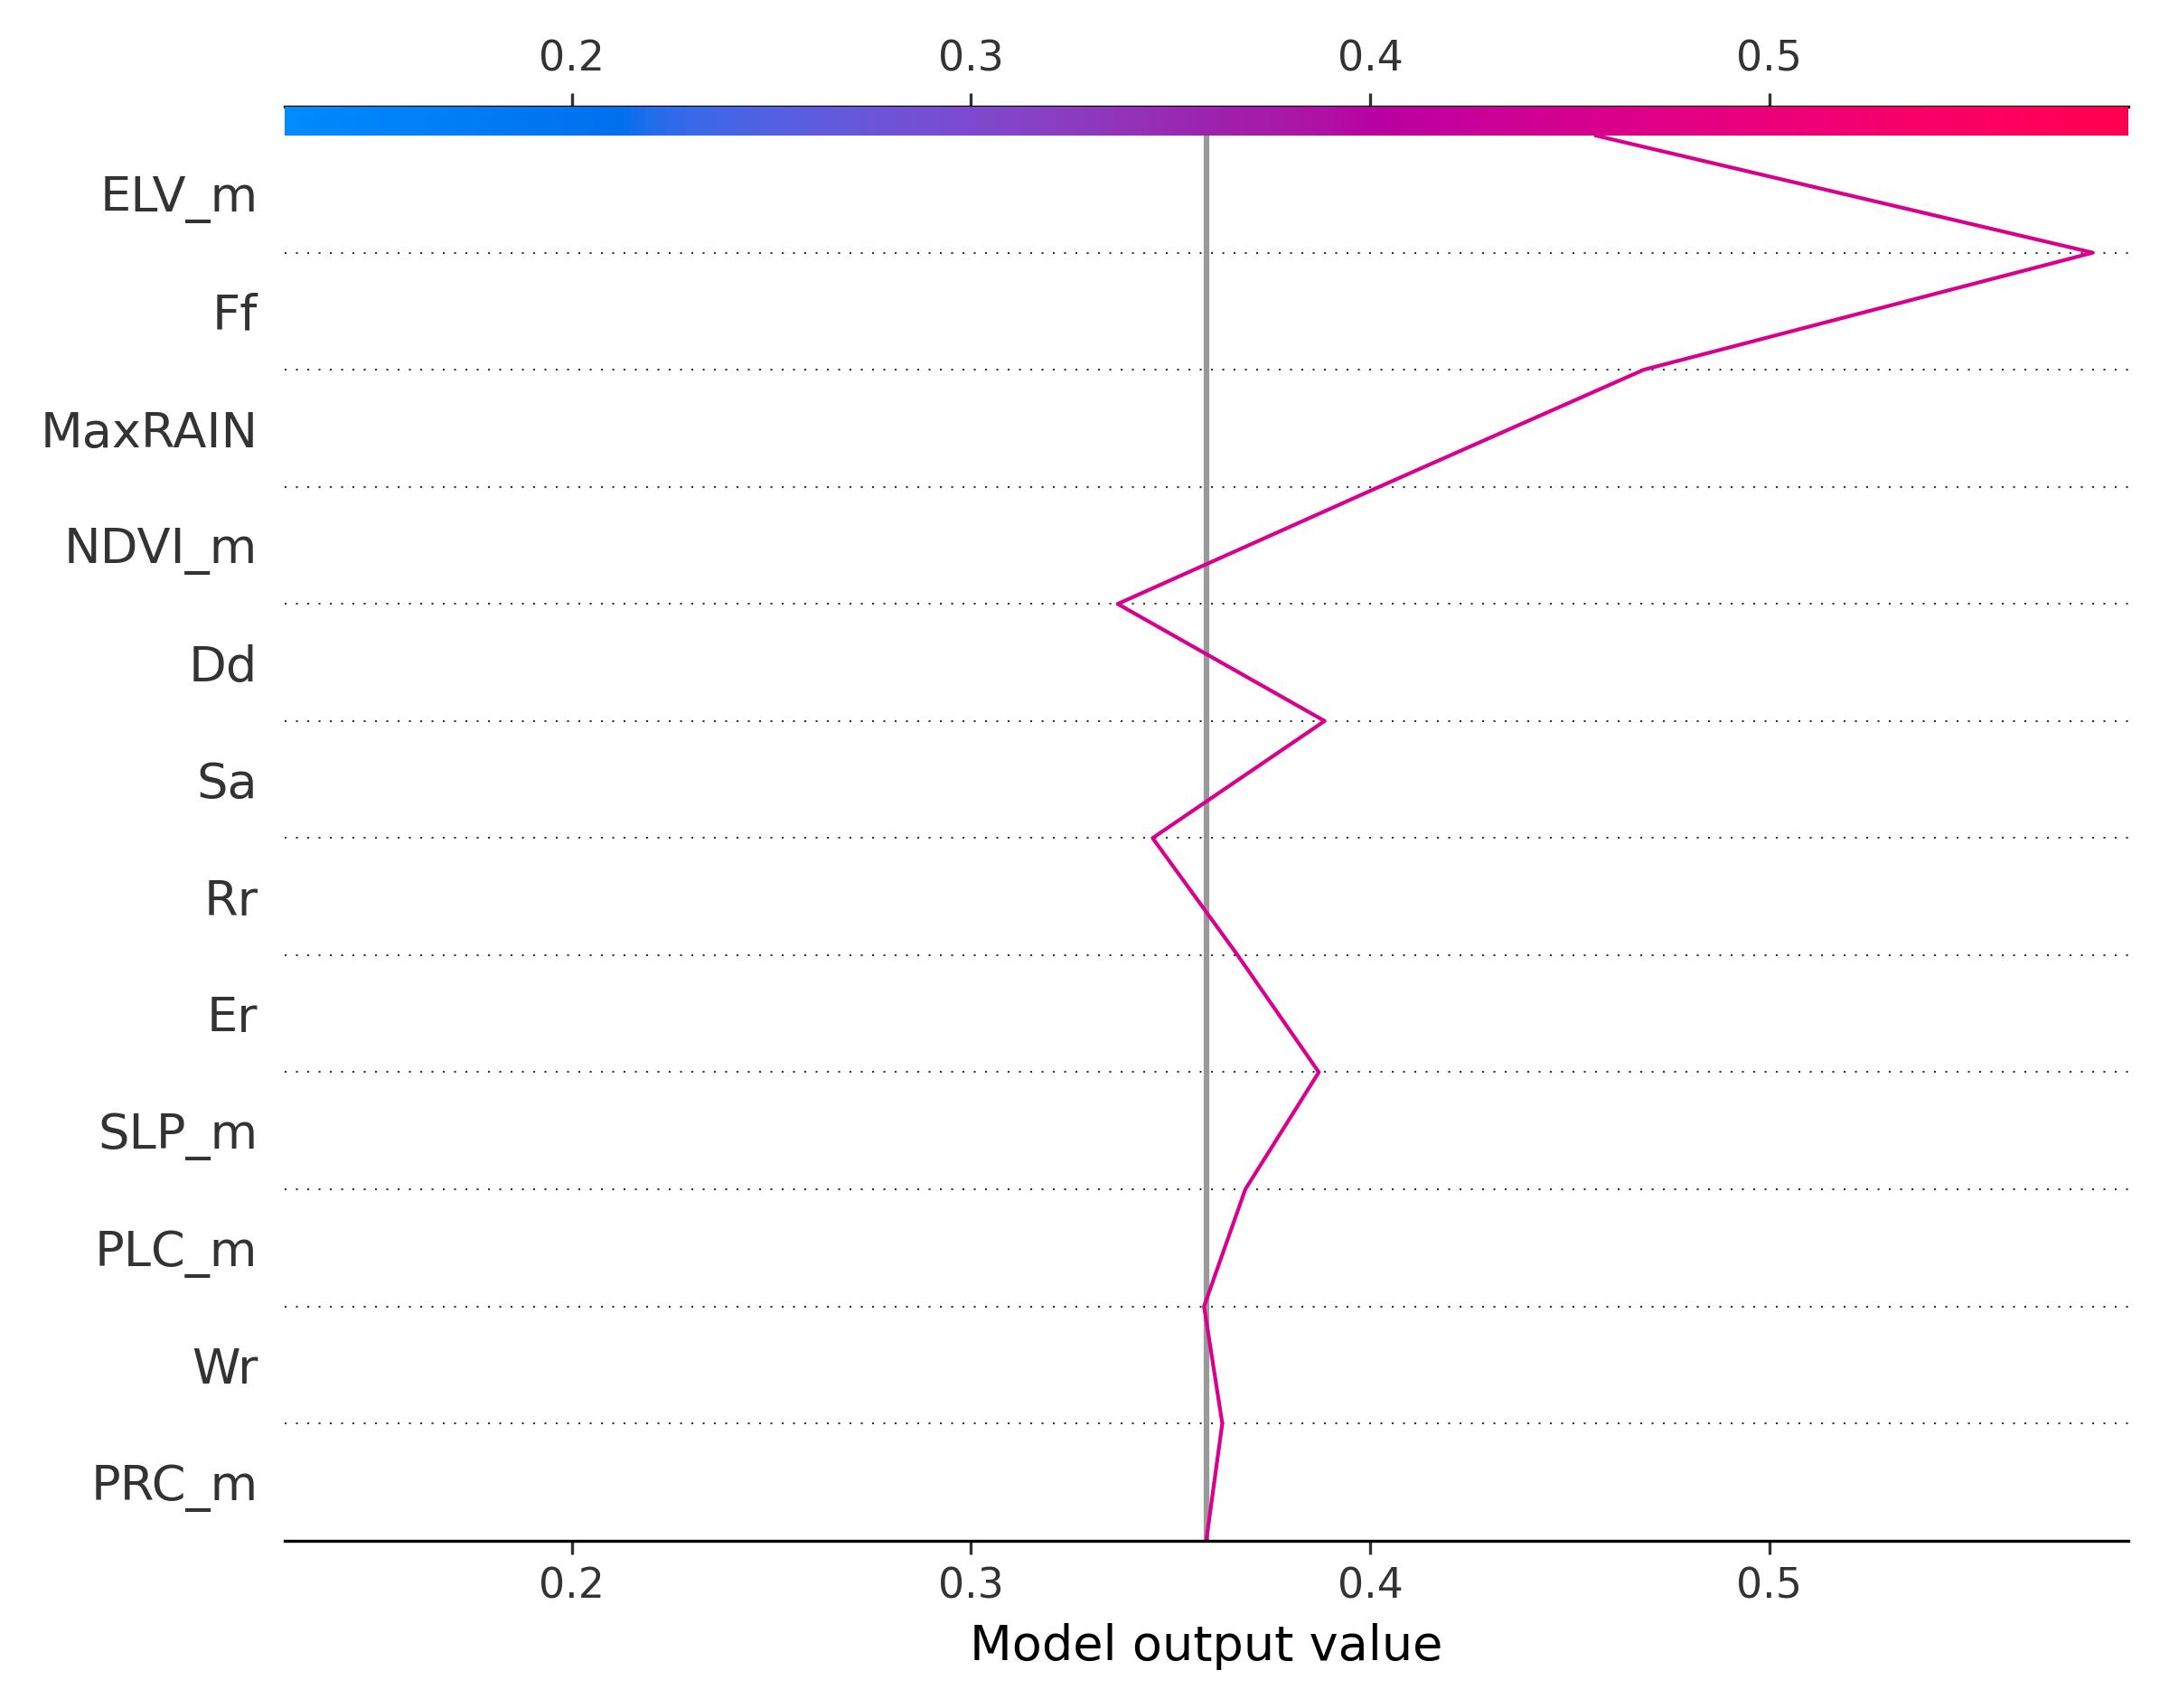 0.2 0.3 0.4 0.5
ELV_m
Ff
MaxRAIN
NDVI_m
Dd
Sa
Rr
Er
SLP_m
PLC_m
Wr
PRC_m
0.2 0.3 0.4 0.5
Model output value